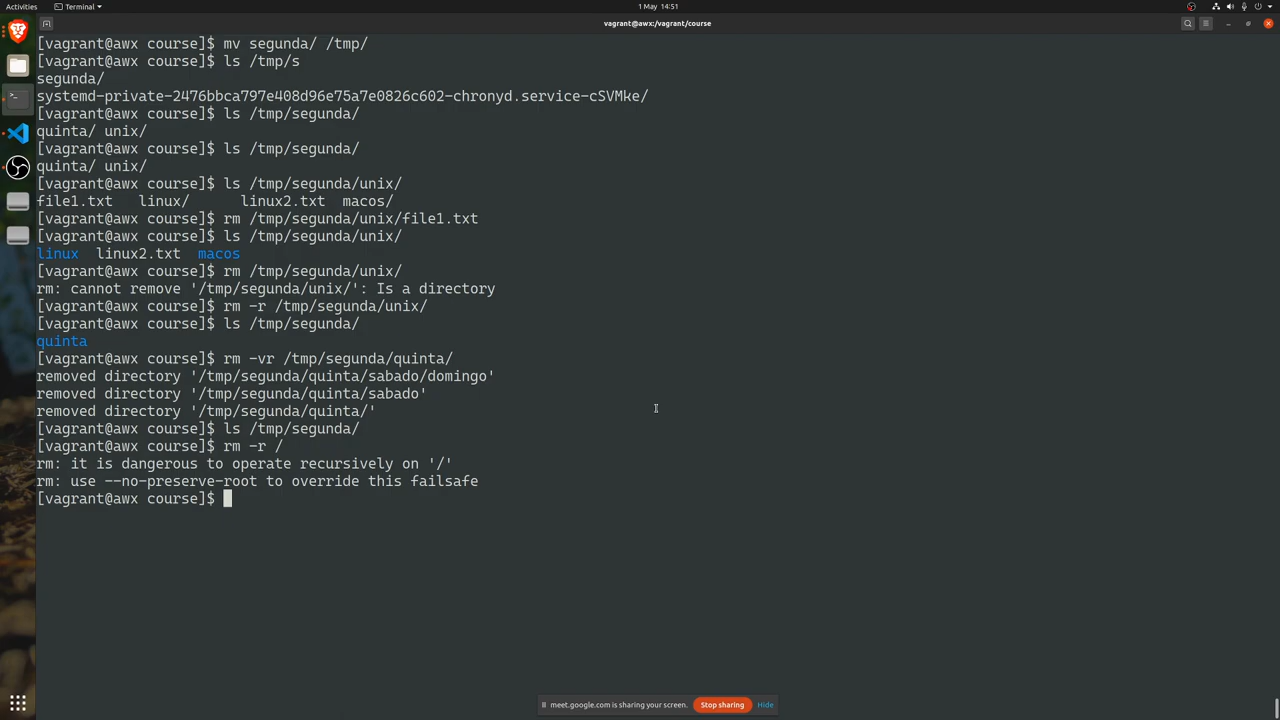 Activities
Terminal
1 May 14:51
vagrant@awx:/vagrant/course
[vagrant@awx course]$ mv segunda/ /tmp/
[vagrant@awx course]$ ls /tmp/s
segunda/
systemd-private-2476bbca797e408d96e75a7e0826c602-chronyd.service-cSVMke/
[vagrant@awx course]$ ls /tmp/segunda/
quinta/ unix/
[vagrant@awx course]$ ls /tmp/segunda/
quinta/ unix/
[vagrant@awx course]$ ls /tmp/segunda/unix/
file1.txt   linux/      linux2.txt  macos/
[vagrant@awx course]$ rm /tmp/segunda/unix/file1.txt
[vagrant@awx course]$ ls /tmp/segunda/unix/
linux  linux2.txt  macos
[vagrant@awx course]$ rm /tmp/segunda/unix/
rm: cannot remove '/tmp/segunda/unix/': Is a directory
[vagrant@awx course]$ rm -r /tmp/segunda/unix/
[vagrant@awx course]$ ls /tmp/segunda/
quinta
[vagrant@awx course]$ rm -vr /tmp/segunda/quinta/
removed directory '/tmp/segunda/quinta/sabado/domingo'
removed directory '/tmp/segunda/quinta/sabado'
removed directory '/tmp/segunda/quinta/'
[vagrant@awx course]$ ls /tmp/segunda/
[vagrant@awx course]$ rm -r /
rm: it is dangerous to operate recursively on '/'
rm: use --no-preserve-root to override this failsafe
[vagrant@awx course]$
meet.google.com is sharing your screen.
Stop sharing
Hide